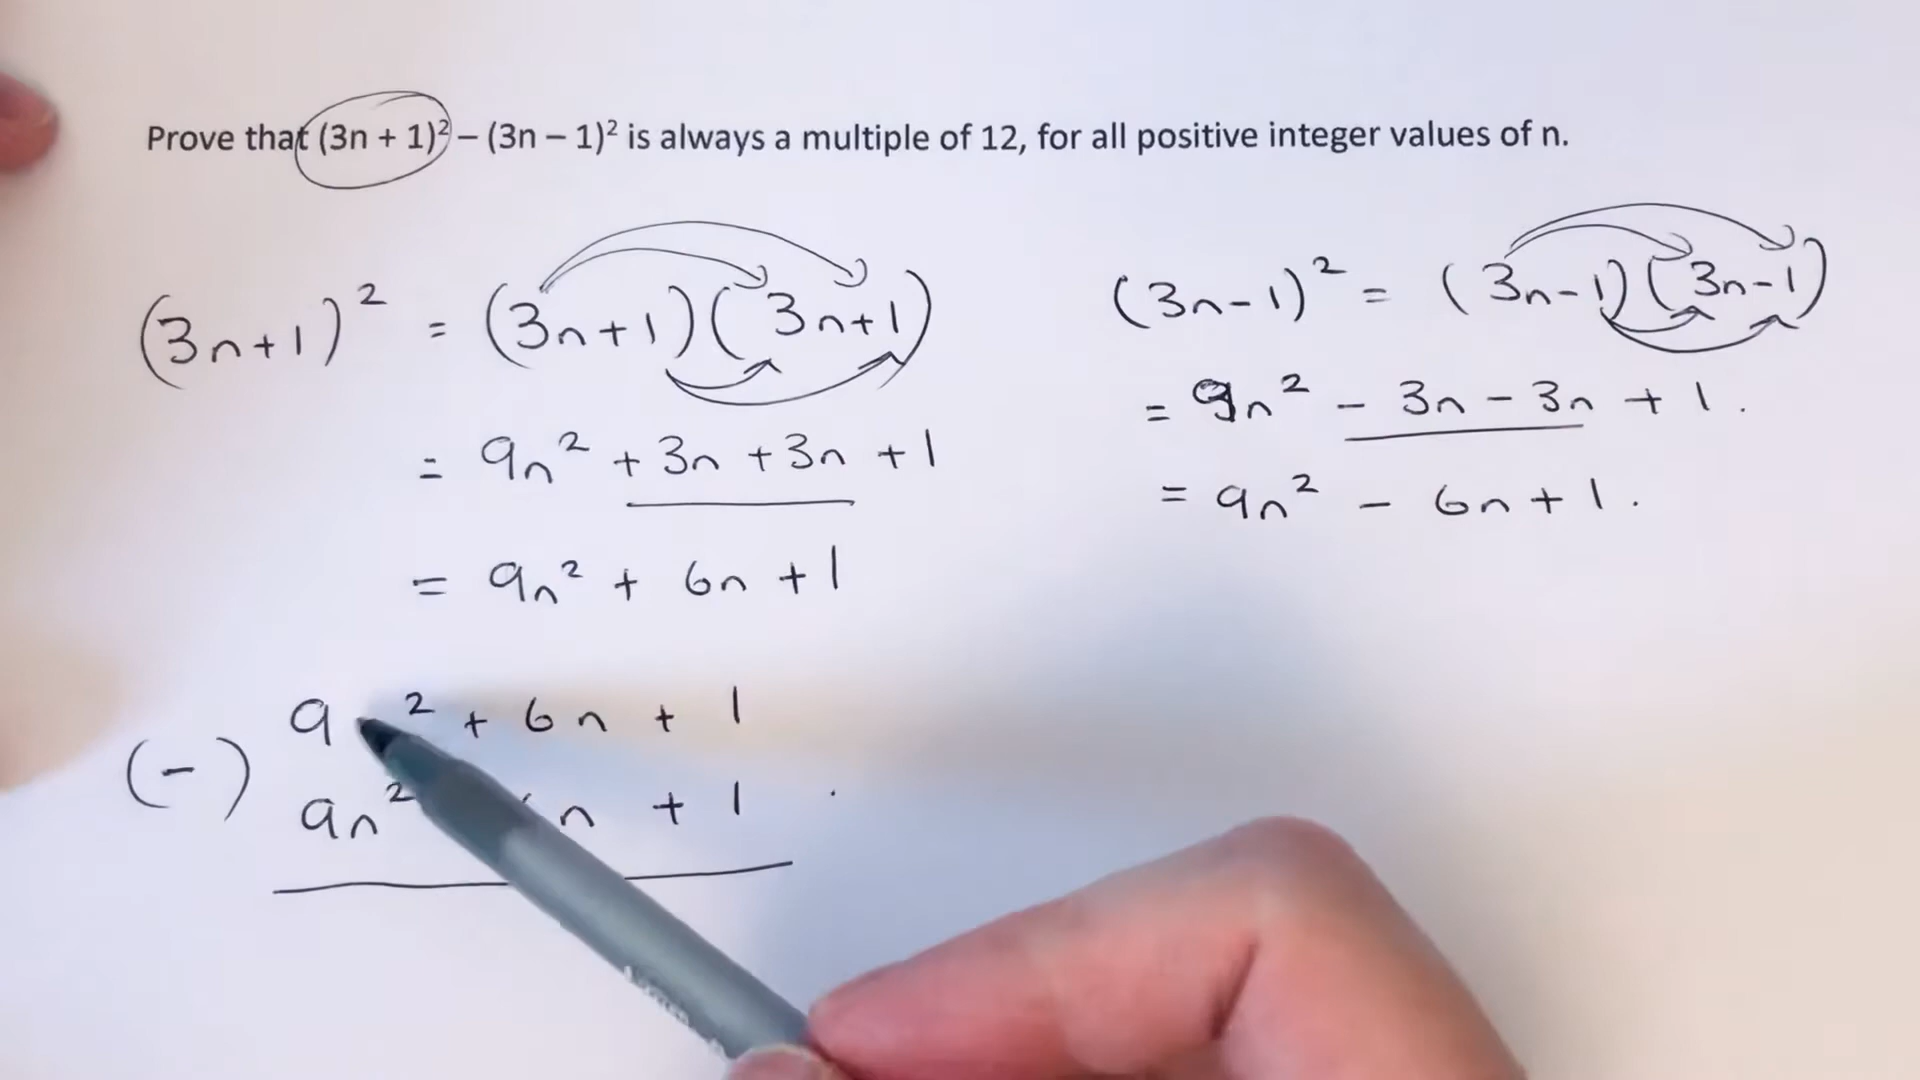 Prove that (3n + 1)² – (3n – 1)² is always a multiple of 12, for all positive integer values of n.
(3n+1)² = (3n+1)(3n+1)
= 9n² + 3n + 3n + 1
= 9n² + 6n + 1
(3n-1)² = (3n-1)(3n-1)
= 9n² - 3n - 3n + 1.
= 9n² - 6n + 1.
(-)
9 ² + 6n + 1
9n² n + 1